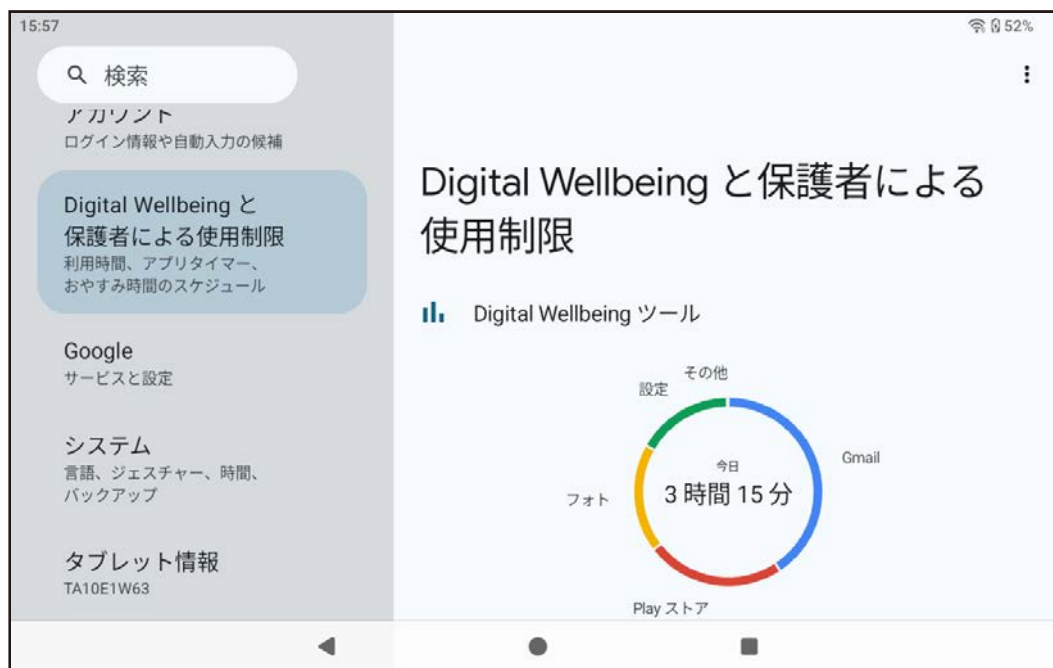 15:57
52%
検索
アカウント
ログイン情報や自動入力の候補
Digital Wellbeing と
保護者による使用制限
利用時間、アプリタイマー、
おやすみ時間のスケジュール
Google
サービスと設定
システム
言語、ジェスチャー、時間、
バックアップ
タブレット情報
TA10E1W63
Digital Wellbeing と保護者による
使用制限
Digital Wellbeing ツール
その他
設定
Gmail
今日
3 時間 15 分
フォト
Play ストア